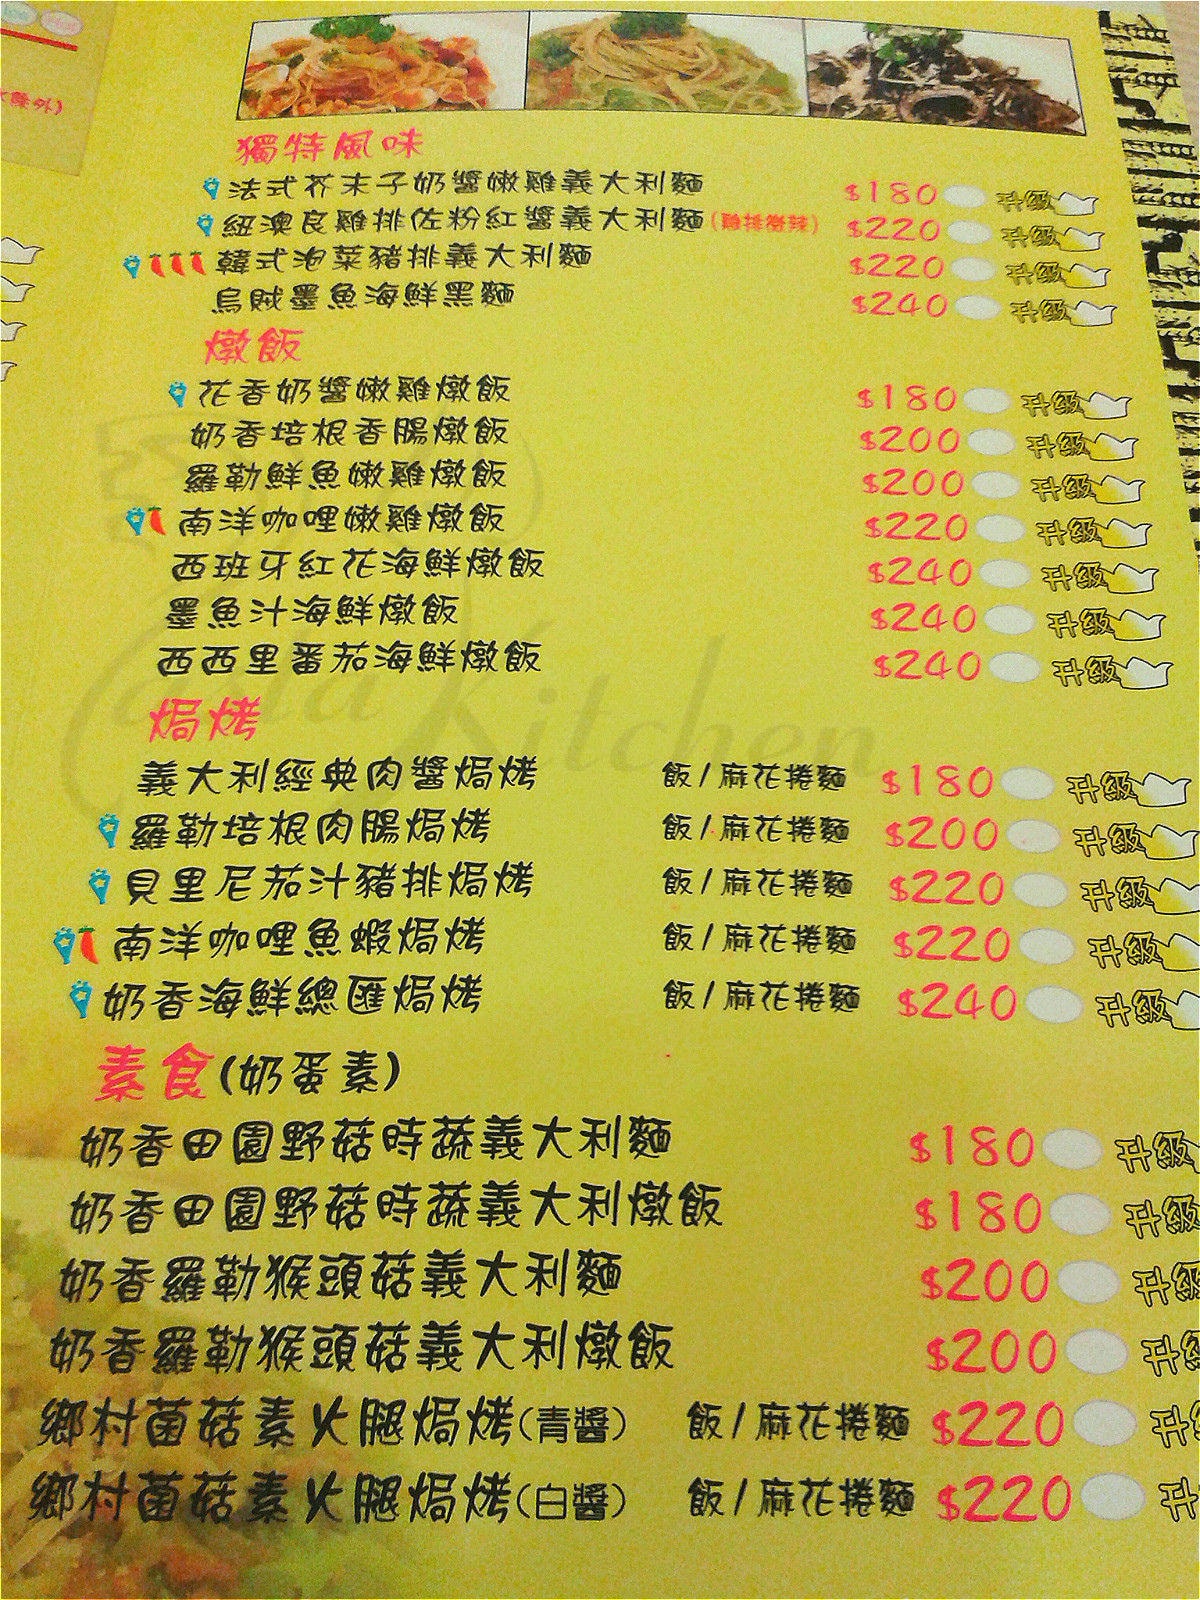 獨特風味
法式芥末子奶醬嫩雞義大利麵 $180 升級
紐澳良雞排佐粉紅醬義大利麵(雞排微辣) $220 升級
韓式泡菜豬排義大利麵 $220 升級
烏賊墨魚海鮮黑麵 $240 升級
燉飯
花香奶醬嫩雞燉飯 $180 升級
奶香培根香腸燉飯 $200 升級
羅勒鮮魚嫩雞燉飯 $200 升級
南洋咖哩嫩雞燉飯 $220 升級
西班牙紅花海鮮燉飯 $240 升級
墨魚汁海鮮燉飯 $240 升級
西西里番茄海鮮燉飯 $240 升級
Kitchen
焗烤
義大利經典肉醬焗烤 飯/麻花捲麵 $180 升級
羅勒培根肉腸焗烤 飯/麻花捲麵 $200 升級
貝里尼茄汁豬排焗烤 飯/麻花捲麵 $220 升級
南洋咖哩魚蝦焗烤 飯/麻花捲麵 $220 升級
奶香海鮮總匯焗烤 飯/麻花捲麵 $240 升級
素食(奶蛋素)
奶香田園野菇時蔬義大利麵 $180 升級
奶香田園野菇時蔬義大利燉飯 $180 升級
奶香羅勒猴頭菇義大利麵 $200 升級
奶香羅勒猴頭菇義大利燉飯 $200 升級
鄉村菌菇素火腿焗烤(青醬) 飯/麻花捲麵 $220 升
鄉村菌菇素火腿焗烤(白醬) 飯/麻花捲麵 $220 升